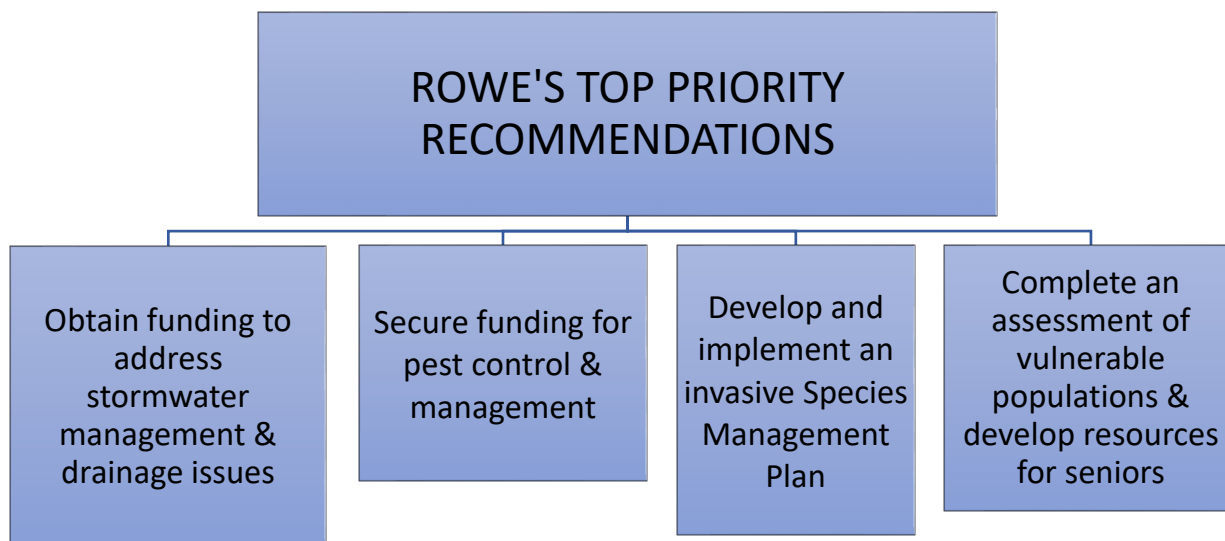 ROWE'S TOP PRIORITY
RECOMMENDATIONS
Obtain funding to
address
stormwater
management &
drainage issues
Secure funding for
pest control &
management
Develop and
implement an
invasive Species
Management
Plan
Complete an
assessment of
vulnerable
populations &
develop resources
for seniors